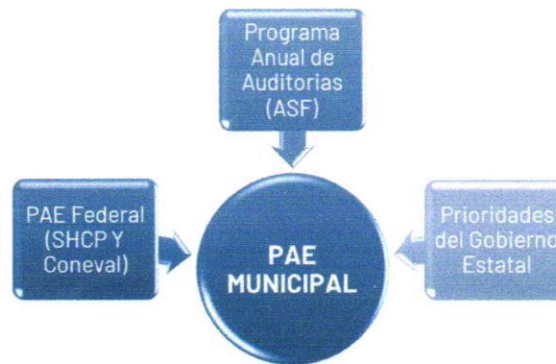 Programa
Anual de
Auditorias
(ASF)
PAE Federal
(SHCP Y
Coneval)
PAE
MUNICIPAL
Prioridades
del Gobierno
Estatal